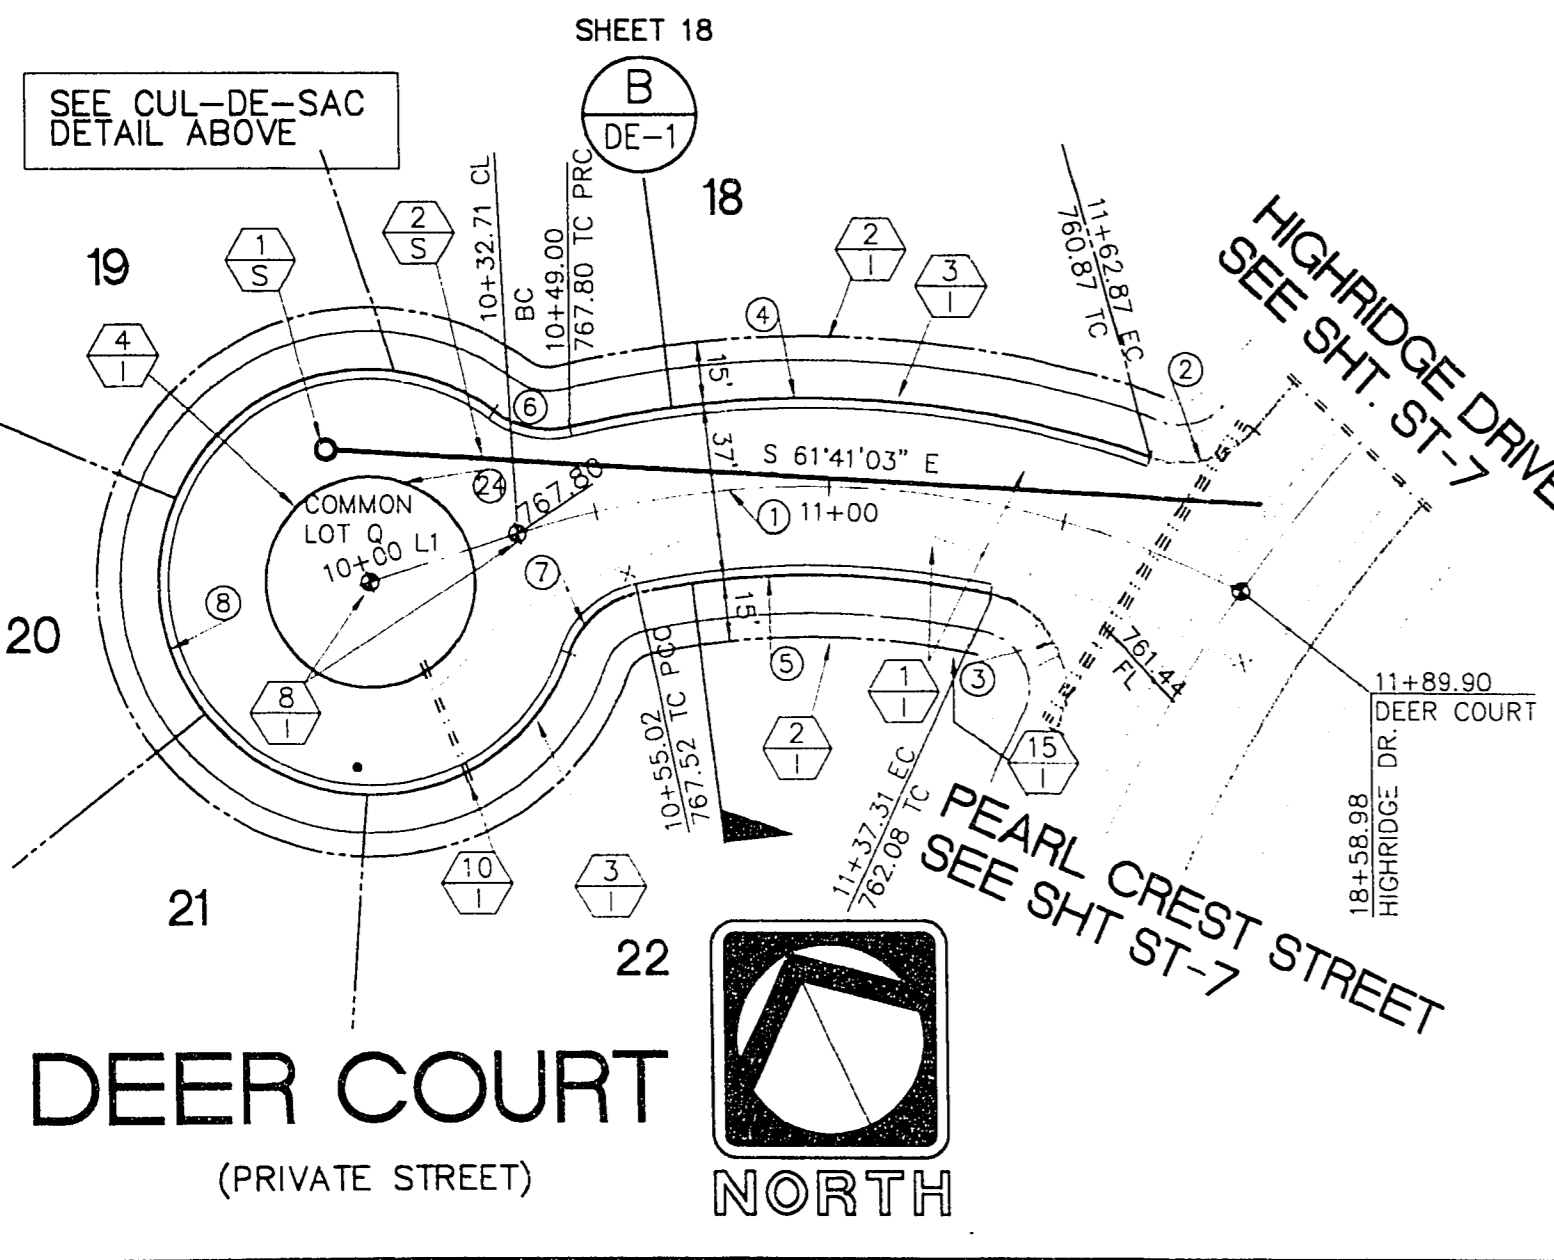 SHEET 18
B
DE-1
SEE CUL-DE-SAC
DETAIL ABOVE
18
19
1
S
2
S
10+32.71 CL
BC
10+49.00
767.80 TC PRC
2
I
3
I
4
11+62.87 EC
760.87 TC
2
HIGHRIDGE DRIVE
SEE SHT. ST-7
4
I
6
15'
37'
S 61°41'03" E
24
767.80
COMMON
LOT Q
10+00 L1
1
11+00
7
8
15'
20
8
I
5
1
I
3
761.44
FL
11+89.90
DEER COURT
18+58.98
HIGHRIDGE DR.
10+55.02
767.52 TC PCC
2
I
15
I
11+37.31 EC
762.08 TC
PEARL CREST STREET
SEE SHT ST-7
10
I
3
I
21
22
DEER COURT
(PRIVATE STREET)
NORTH